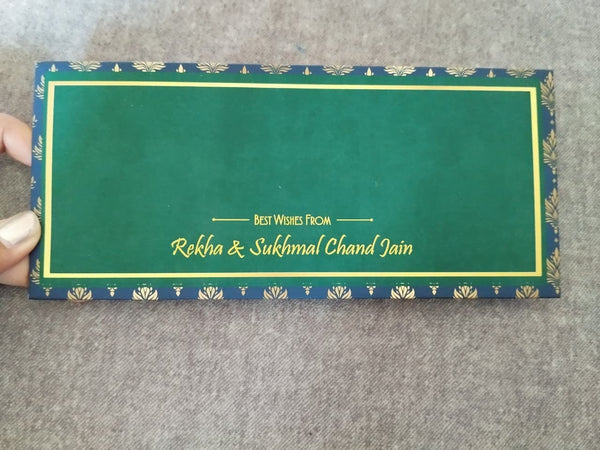 Best Wishes From
Rekha & Sukhmal Chand Jain